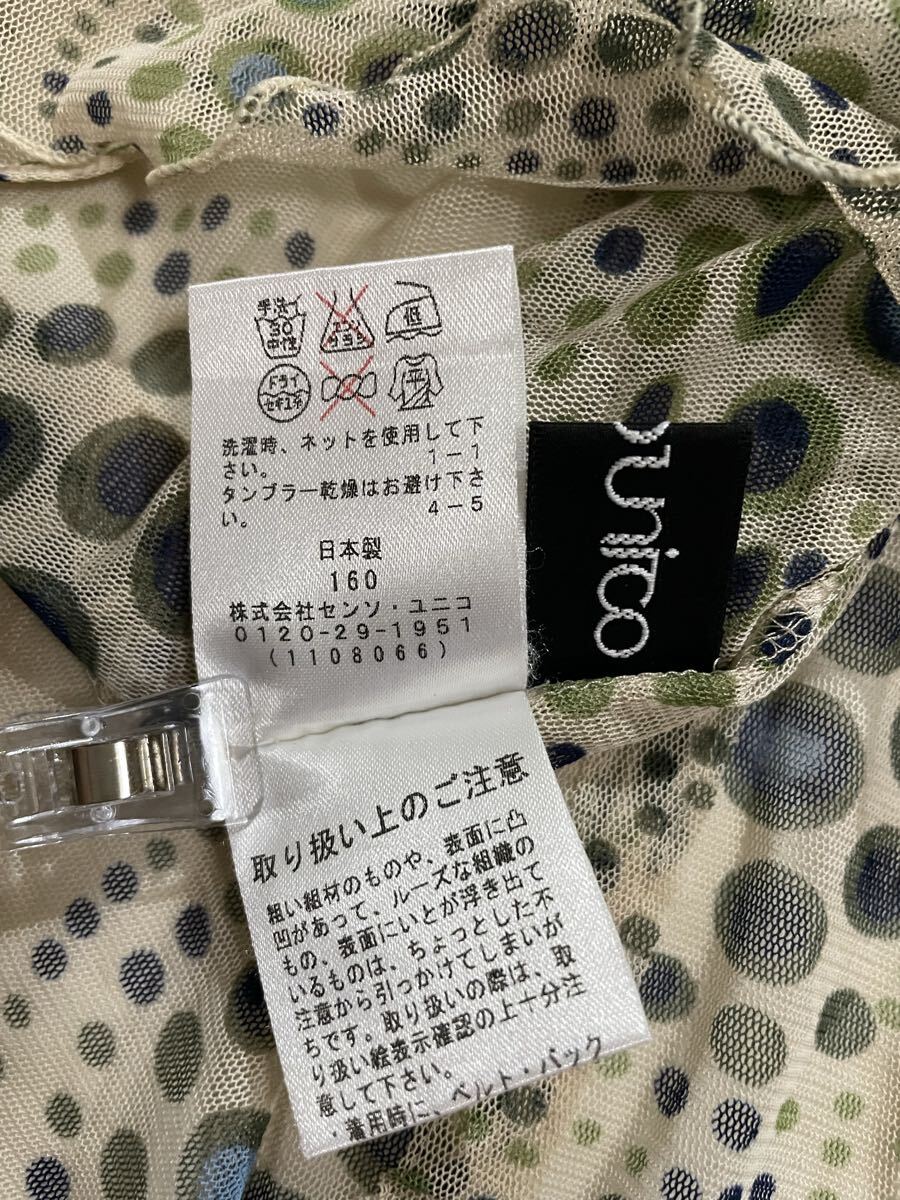 手洗イ
30
中性
エンソ
サラシ
低
ドライ
セキユ系
平
洗濯時、ネットを使用して下
さい。 1-1
タンブラー乾燥はお避け下さ
い。 4-5
日本製
160
株式会社センソ・ユニコ
0120-29-1951
(1108066)
unico
取り扱い上のご注意
粗い組材のものや、表面に凸
凹があって、ルーズな組織の
もの、表面にいとが浮き出て
いるものは、ちょっとした不
注意から引っかけてしまいが
ちです。取り扱いの際は、取
り扱い絵表示確認の上十分注
意して下さい。
・着用時に、ベルト・バック